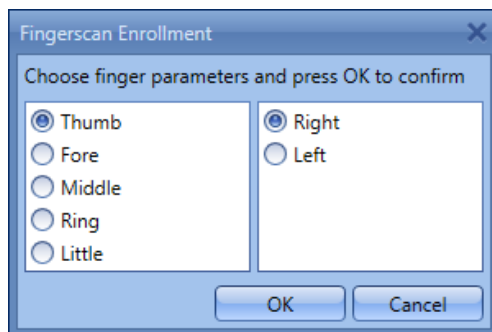 Fingerscan Enrollment
Choose finger parameters and press OK to confirm
Thumb
Fore
Middle
Ring
Little
Right
Left
OK
Cancel